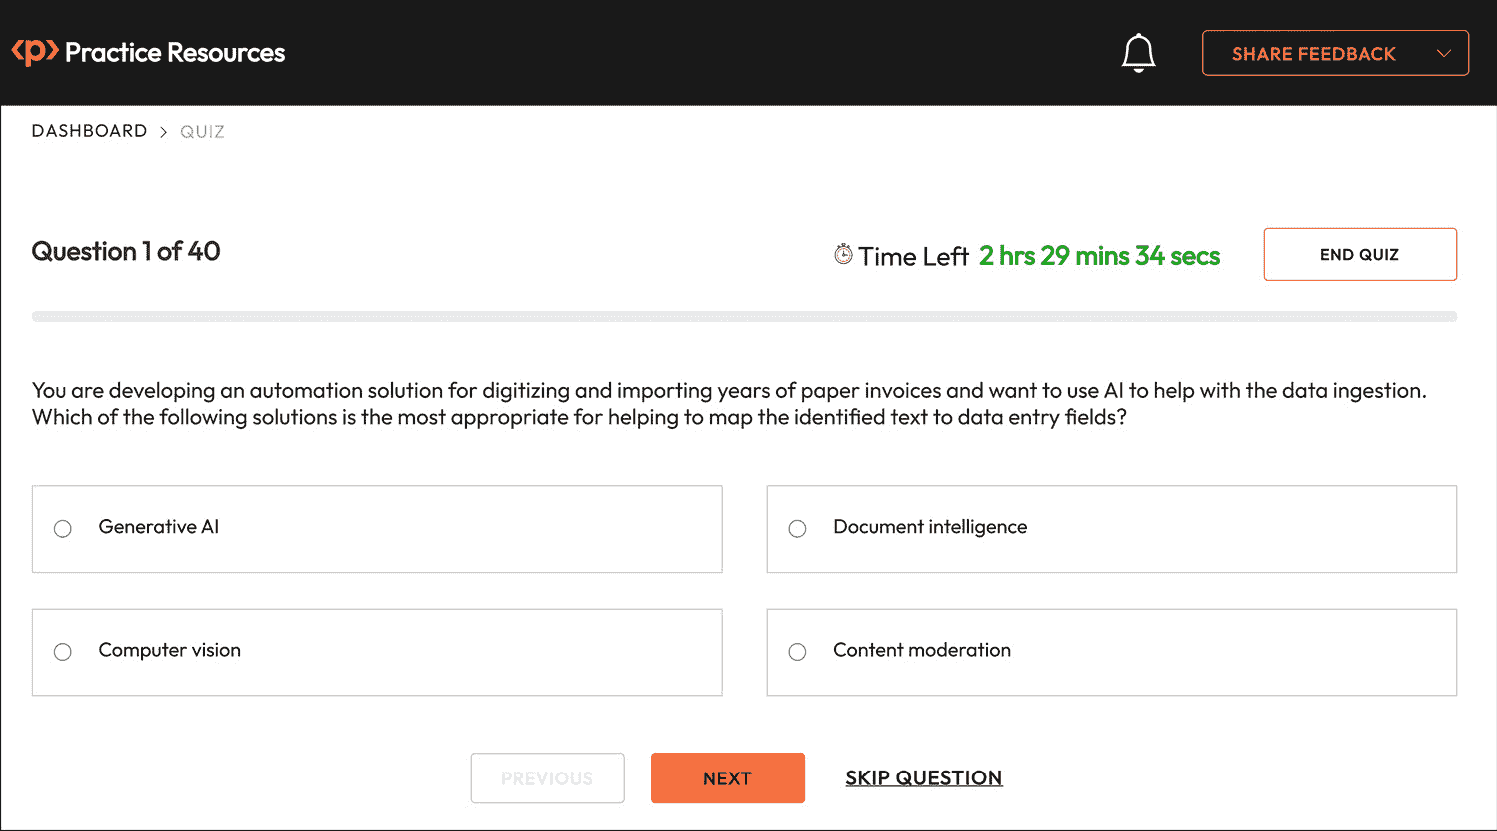 <p> Practice Resources
SHARE FEEDBACK
DASHBOARD > QUIZ
Question 1 of 40
Time Left 2 hrs 29 mins 34 secs
END QUIZ
You are developing an automation solution for digitizing and importing years of paper invoices and want to use AI to help with the data ingestion.
Which of the following solutions is the most appropriate for helping to map the identified text to data entry fields?
Generative AI
Document intelligence
Computer vision
Content moderation
PREVIOUS
NEXT
SKIP QUESTION